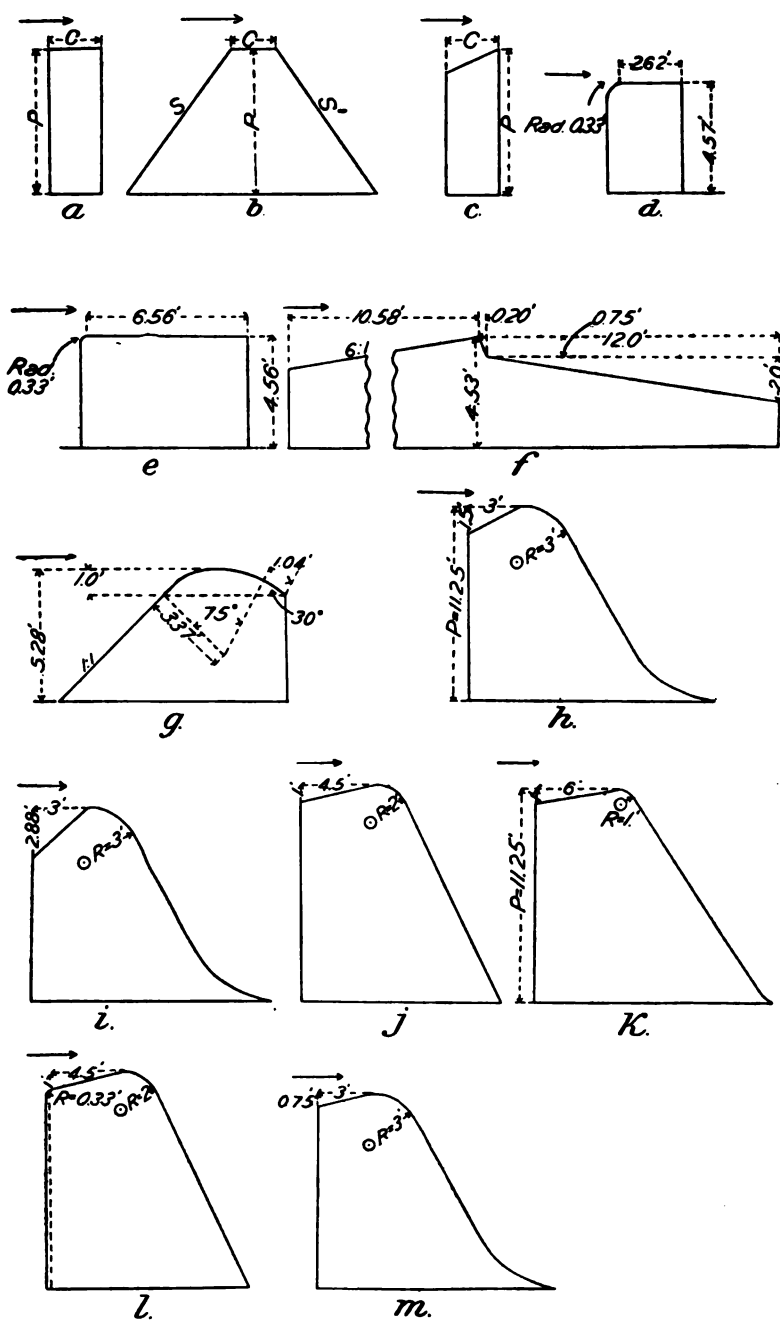 C
P
a
C
S
P
S'
b.
C
P
c.
2.62'
Rad. 0.33'
4.57'
d.
6.56'
Rad.
0.33'
4.56'
e
10.58'
0.20'
0.75'
12.0'
6:1
4.53'
f
1.0'
1.04'
5.28'
75°
3.37'
30°
1:1
g.
3'
R=3'
P=11.25'
h.
3'
2.88'
R=3'
i.
4.5'
R=2'
j
6'
R=1'
P=11.25'
K.
4.5'
R=0.33'
R=2'
l.
0.75'
3'
R=3'
m.